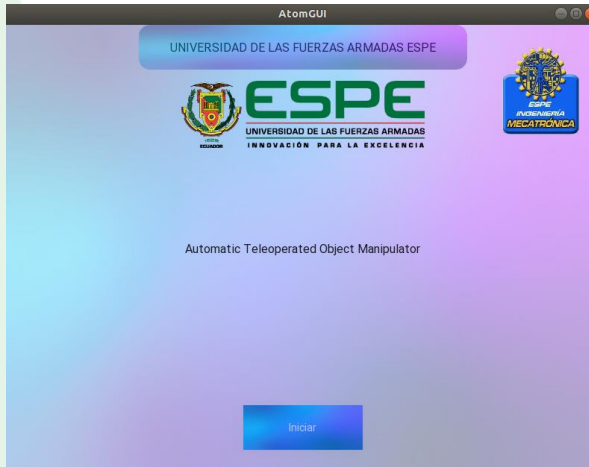 AtomGUI
UNIVERSIDAD DE LAS FUERZAS ARMADAS ESPE
ESPE
UNIVERSIDAD DE LAS FUERZAS ARMADAS
INNOVACIÓN PARA LA EXCELENCIA
ECUADOR
ESPE
INGENIERÍA
MECATRÓNICA
Automatic Teleoperated Object Manipulator
Iniciar